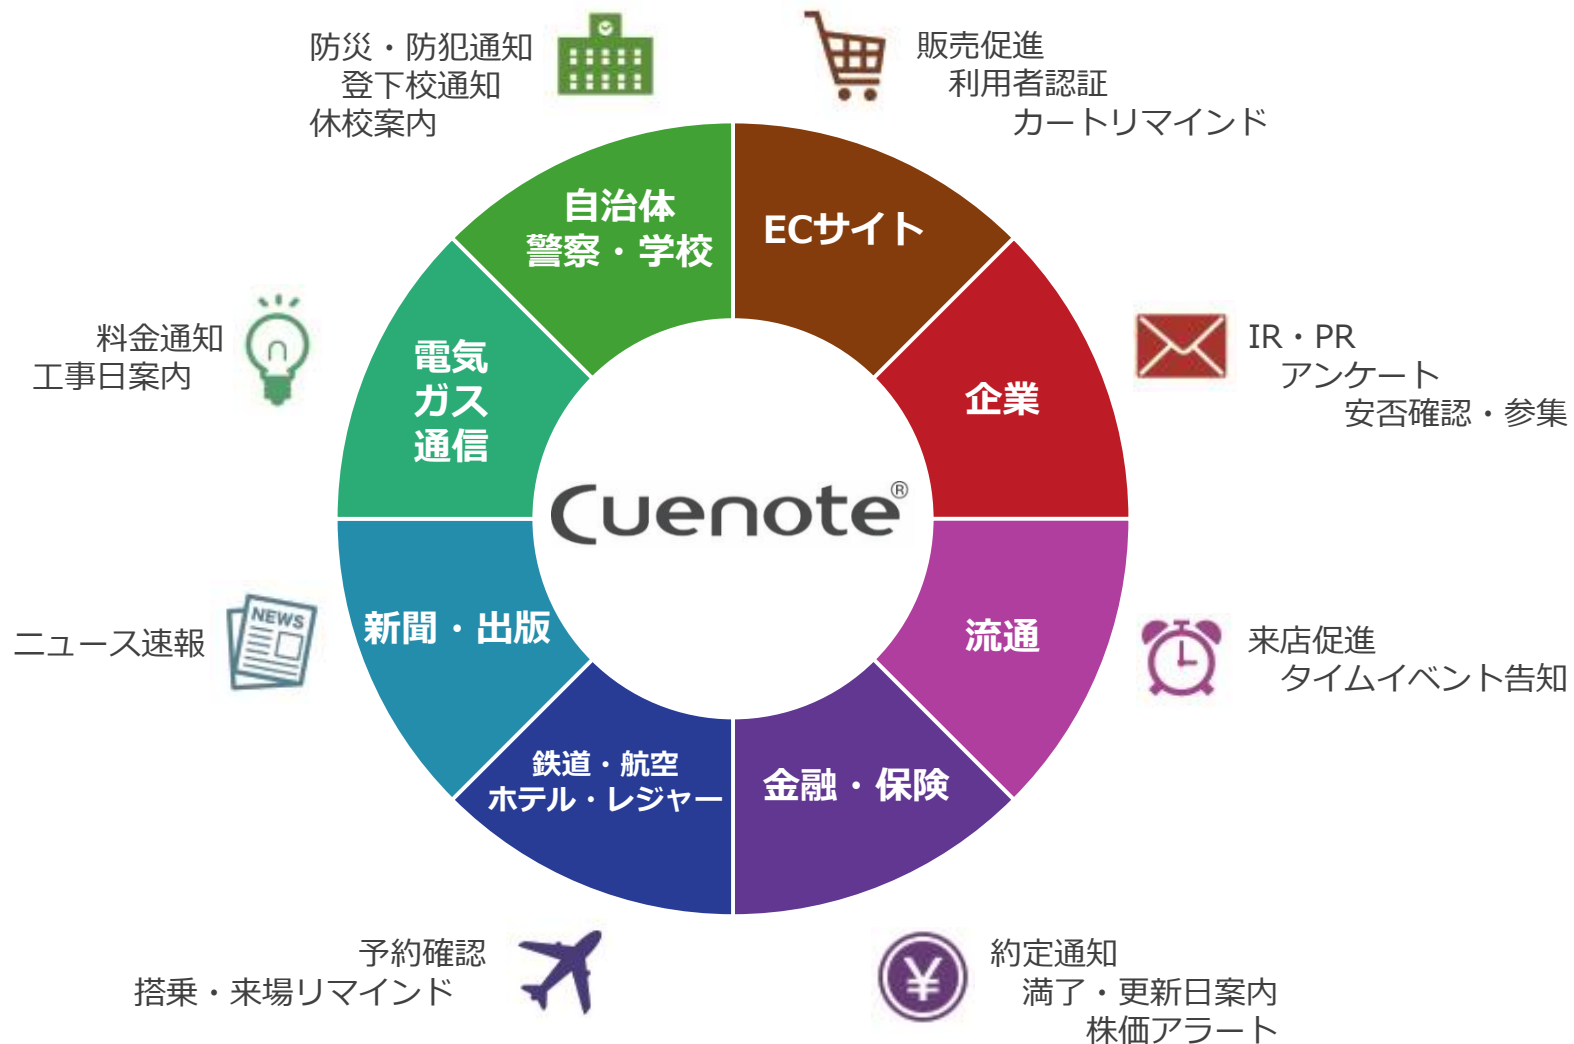 防災・防犯通知
登下校通知
休校案内
販売促進
利用者認証
カートリマインド
自治体
警察・学校
ECサイト
料金通知
工事日案内
電気
ガス
通信
企業
IR・PR
アンケート
安否確認・参集
Cuenote®
ニュース速報
NEWS
新聞・出版
流通
来店促進
タイムイベント告知
鉄道・航空
ホテル・レジャー
金融・保険
予約確認
搭乗・来場リマインド
¥
約定通知
満了・更新日案内
株価アラート